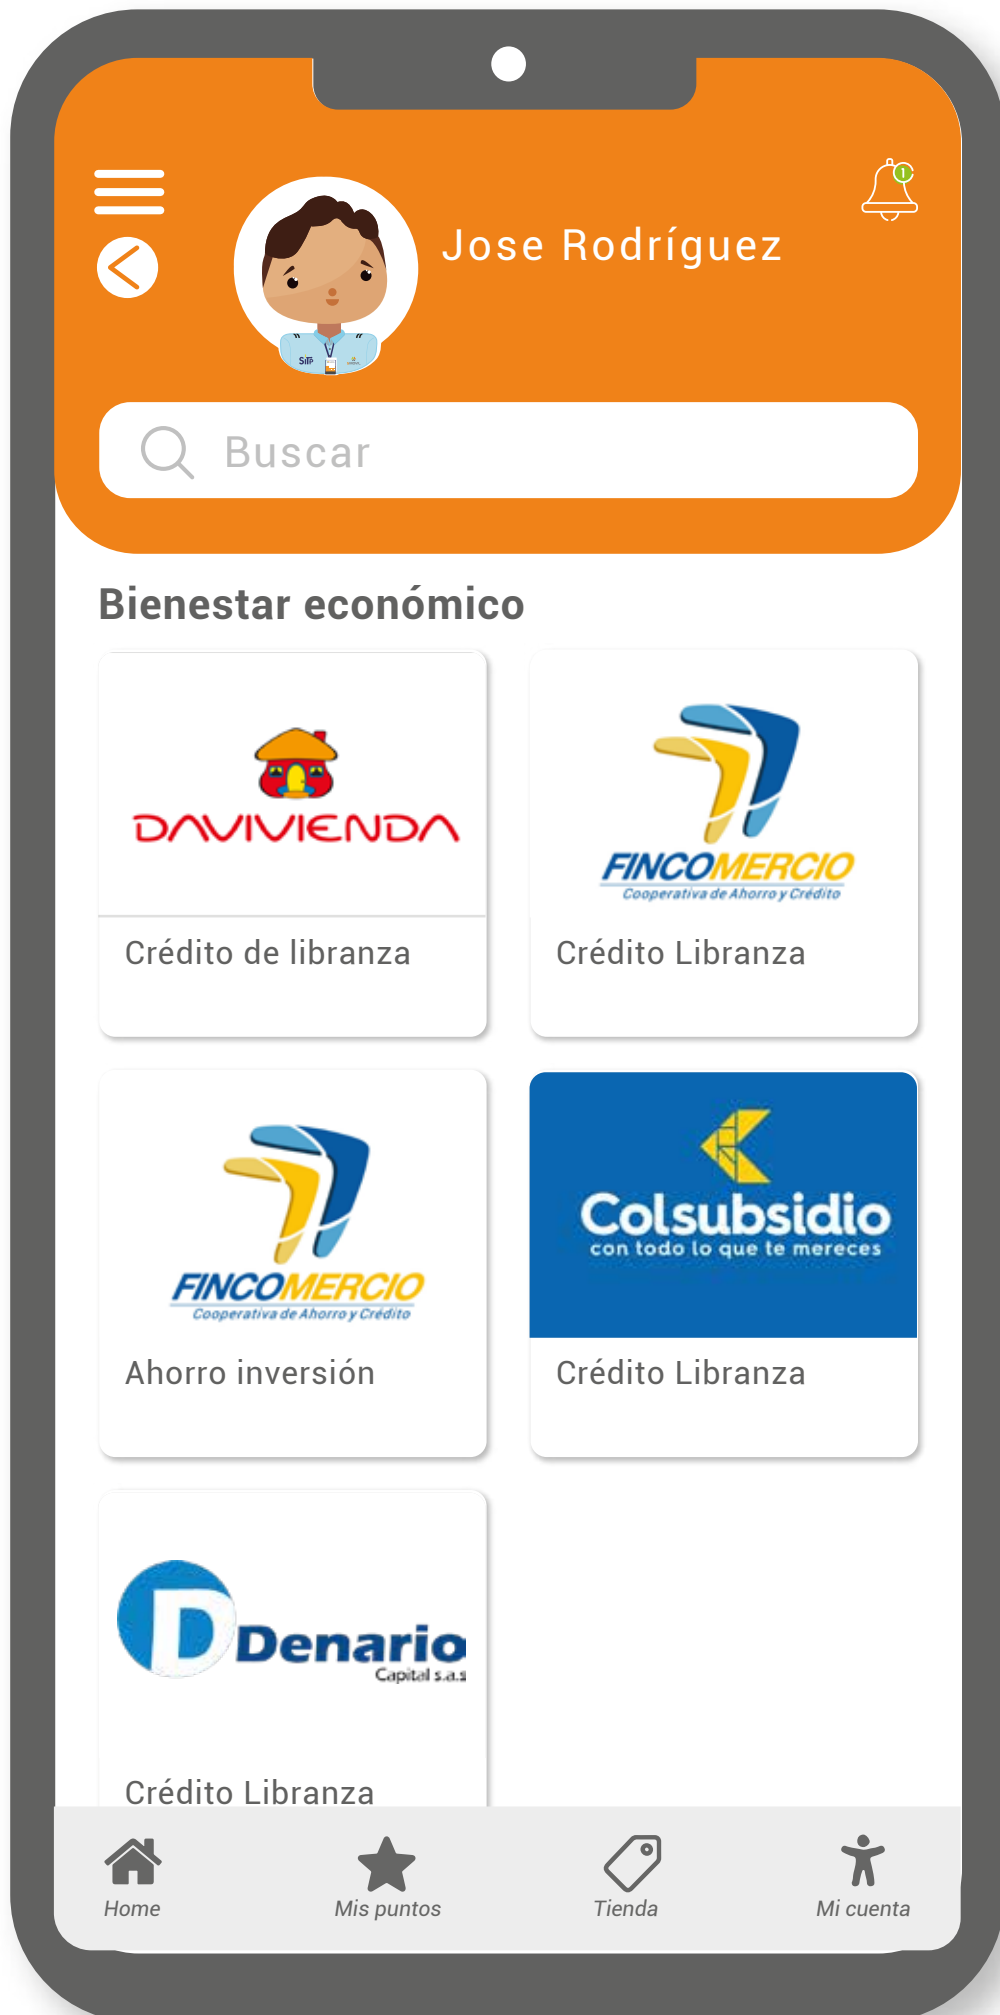 1
Jose Rodríguez
SiTP
Buscar
Bienestar económico
DAVIVIENDA
Crédito de libranza
FINCOMERCIO
Cooperativa de Ahorro y Crédito
Crédito Libranza
FINCOMERCIO
Cooperativa de Ahorro y Crédito
Ahorro inversión
Colsubsidio
con todo lo que te mereces
Crédito Libranza
D Denario
Capital s.a.s
Crédito Libranza
Home
Mis puntos
Tienda
Mi cuenta